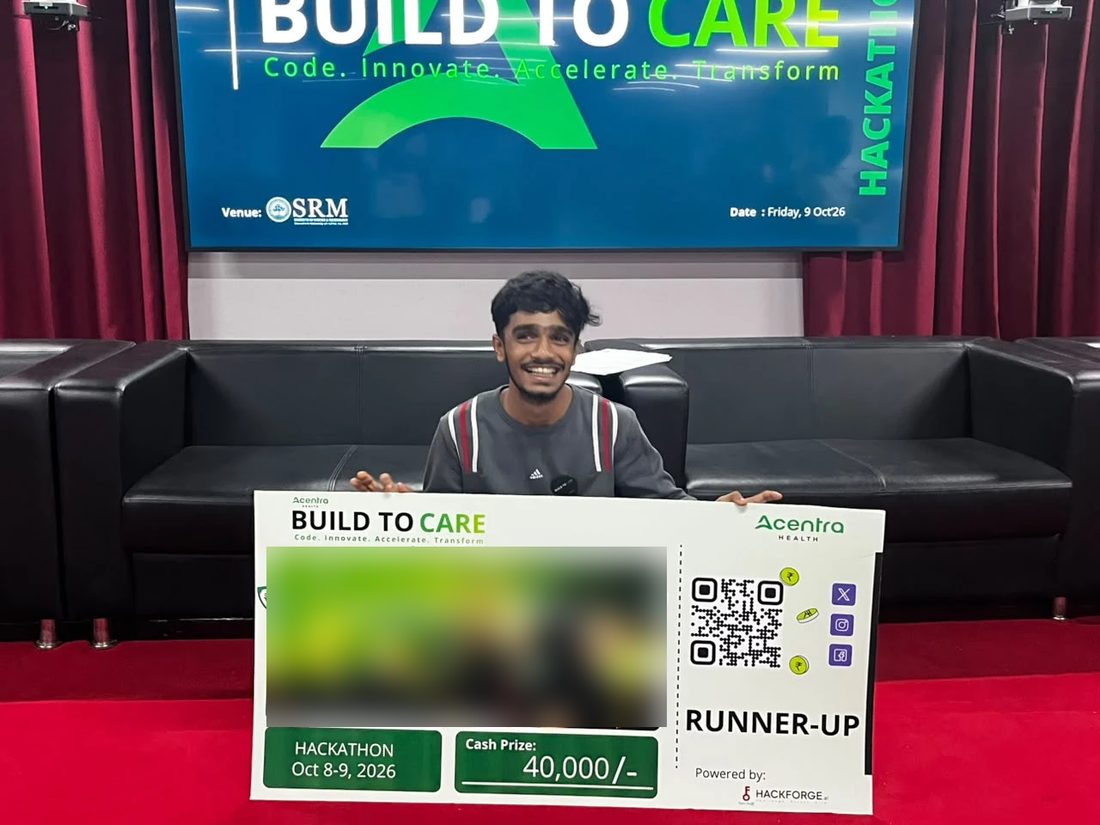 BUILD TO CARE
Code. Innovate. Accelerate. Transform
Venue: SRM
Date : Friday, 9 Oct'26
Acentra
HEALTH
BUILD TO CARE
Code. Innovate. Accelerate. Transform
Acentra
HEALTH
RUNNER-UP
HACKATHON
Oct 8-9, 2026
Cash Prize:
40,000/-
Powered by:
HACKFORGE